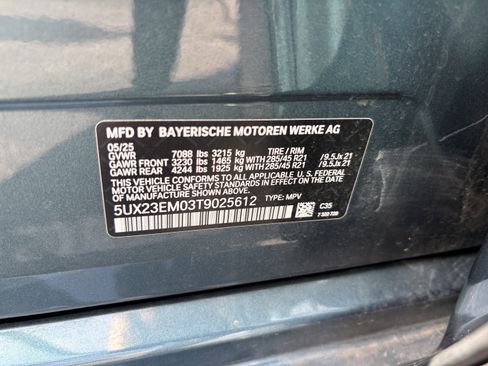 MFD BY BAYERISCHE MOTOREN WERKE AG
05/25
GVWR 7088 lbs 3215 kg TIRE / RIM
GAWR FRONT 3230 lbs 1465 kg 285/45 R21 / 9.5Jx21
GAWR REAR 4244 lbs 1925 kg 285/45 R21 / 9.5Jx21
THIS VEHICLE CONFORMS TO ALL APPLICABLE U. S. FEDERAL
MOTOR VEHICLE SAFETY STANDARDS IN EFFECT ON
THE DATE OF MANUFACTURE SHOWN ABOVE.
5UX23EM03T9025612 TYPE: MPV C35